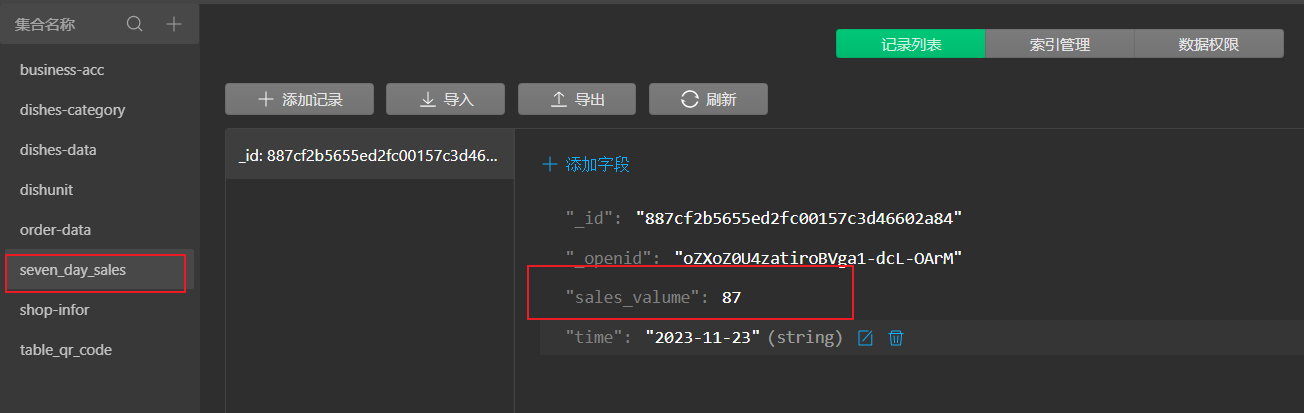 集合名称
business-acc
dishes-category
dishes-data
dishunit
order-data
seven_day_sales
shop-infor
table_qr_code
记录列表 索引管理 数据权限
添加记录 导入 导出 刷新
_id: 887cf2b5655ed2fc00157c3d46...
添加字段
"_id": "887cf2b5655ed2fc00157c3d46602a84"
"_openid": "oZXoZ0U4zatiroBVga1-dcL-OArM"
"sales_valume": 87
"time": "2023-11-23" (string)